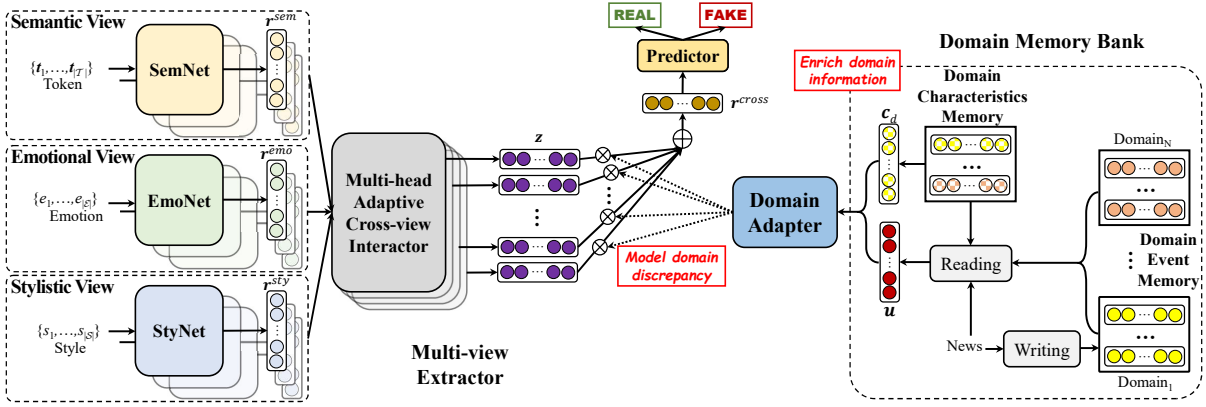 Semantic View
r^{sem}
{t_1,...,t_{|T|}}
Token
SemNet
Emotional View
r^{emo}
{e_1,...,e_{|ε|}}
Emotion
EmoNet
Stylistic View
r^{sty}
{s_1,...,s_{|S|}}
Style
StyNet
Multi-head
Adaptive
Cross-view
Interactor
Multi-view
Extractor
z
REAL
FAKE
Predictor
r^{cross}
Model domain
discrepancy
Domain
Adapter
Enrich domain
information
Domain Memory Bank
Domain
Characteristics
Memory
c_d
u
Reading
News
Writing
Domain_N
Domain
Event
Memory
Domain_1